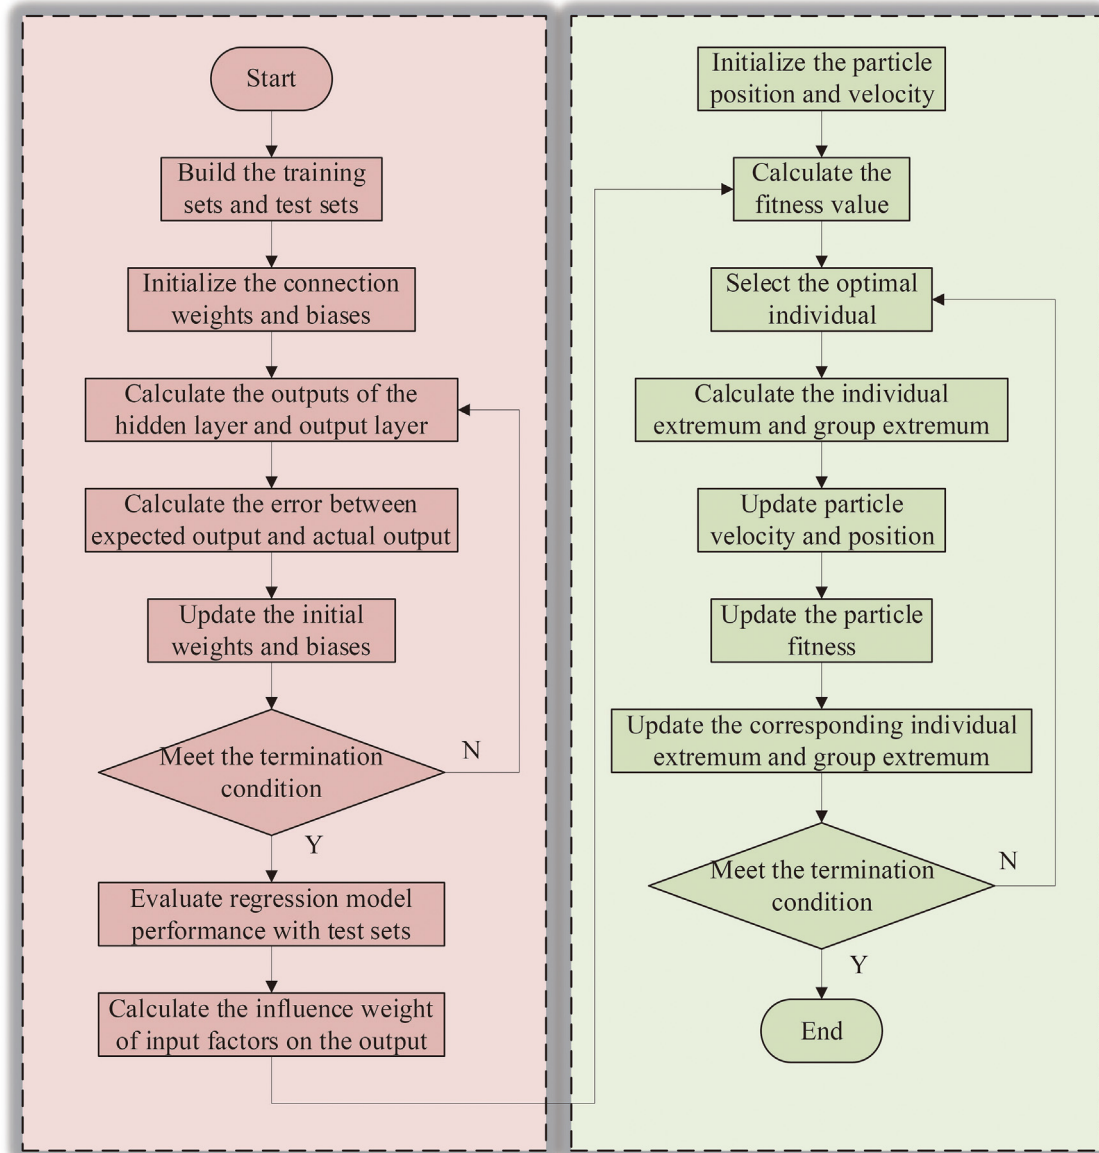 Start
Build the training
sets and test sets
Initialize the connection
weights and biases
Calculate the outputs of the
hidden layer and output layer
Calculate the error between
expected output and actual output
Update the initial
weights and biases
Meet the termination
condition
N
Y
Evaluate regression model
performance with test sets
Calculate the influence weight
of input factors on the output
Initialize the particle
position and velocity
Calculate the
fitness value
Select the optimal
individual
Calculate the individual
extremum and group extremum
Update particle
velocity and position
Update the particle
fitness
Update the corresponding individual
extremum and group extremum
Meet the termination
condition
N
Y
End